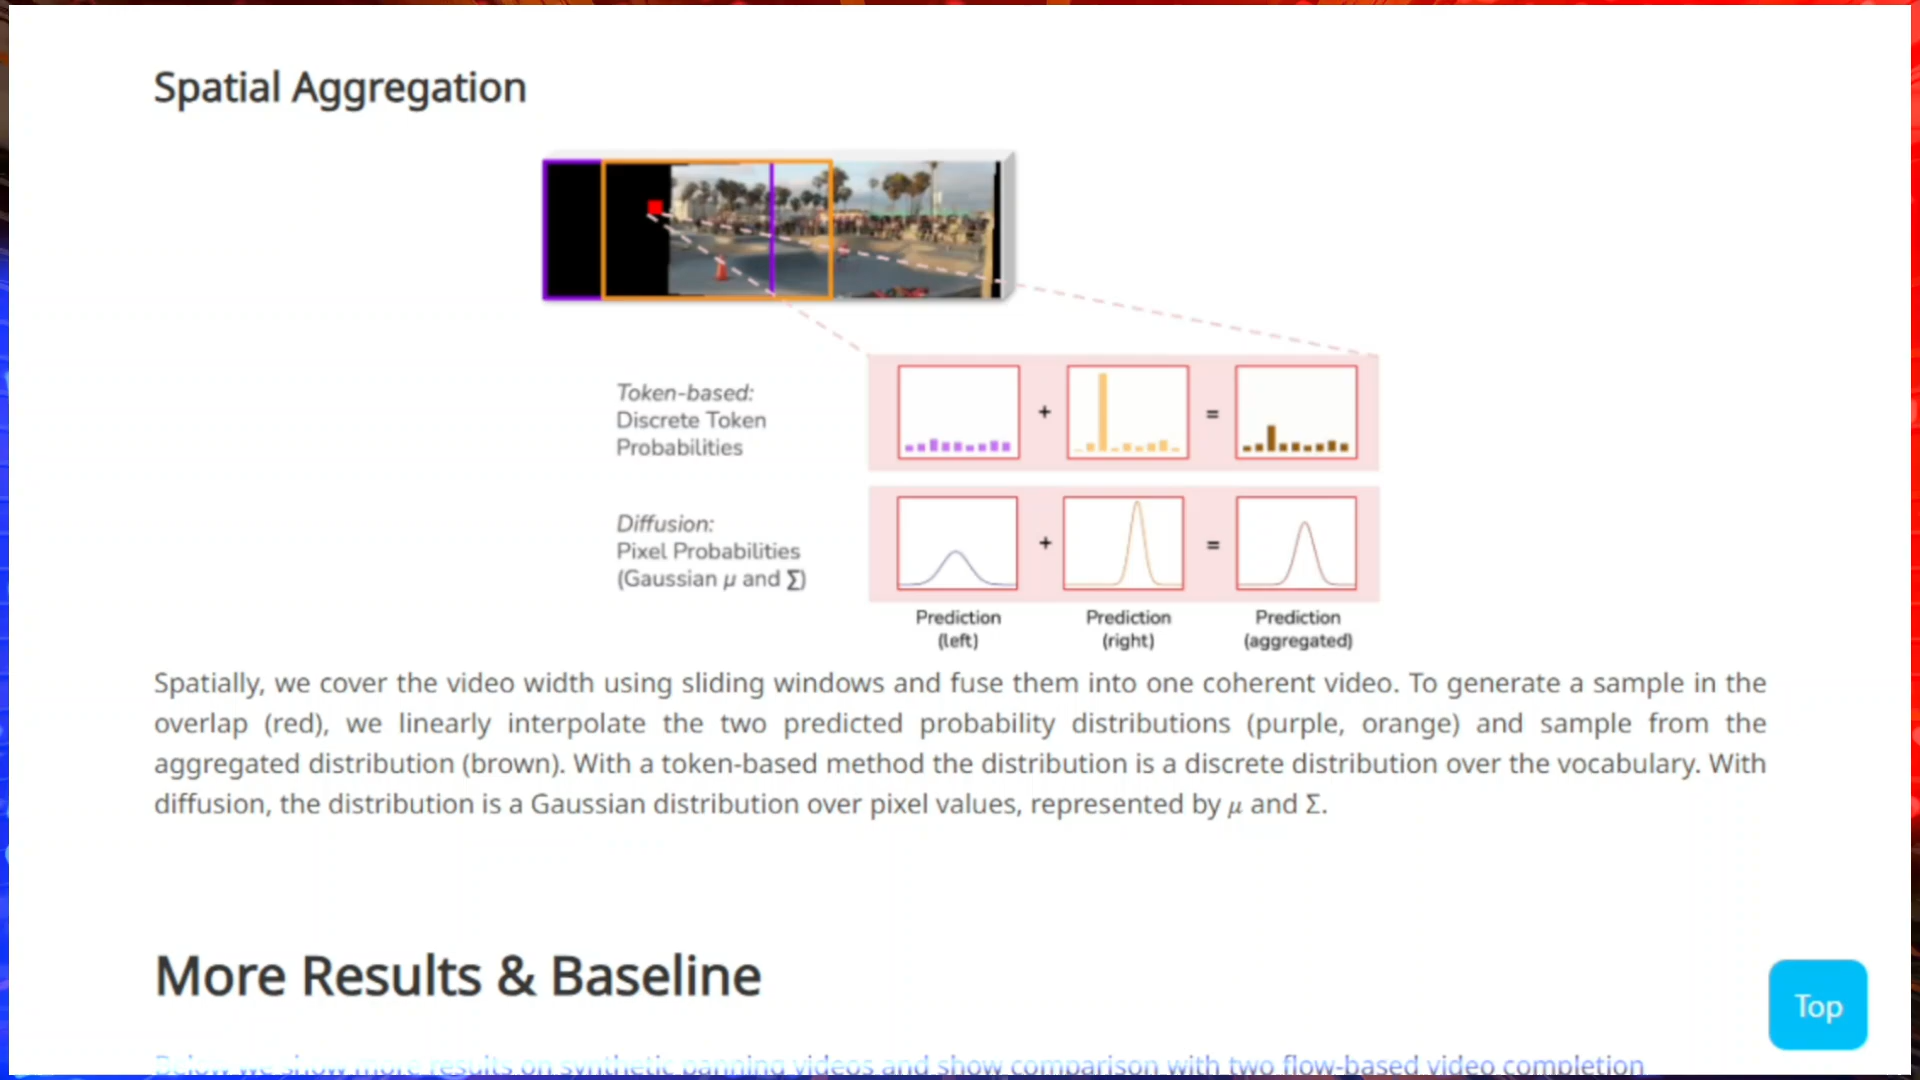 Spatial Aggregation
Token-based:
Discrete Token
Probabilities
+
=
Diffusion:
Pixel Probabilities
(Gaussian μ and Σ)
+
=
Prediction
(left)
Prediction
(right)
Prediction
(aggregated)
Spatially, we cover the video width using sliding windows and fuse them into one coherent video. To generate a sample in the
overlap (red), we linearly interpolate the two predicted probability distributions (purple, orange) and sample from the
aggregated distribution (brown). With a token-based method the distribution is a discrete distribution over the vocabulary. With
diffusion, the distribution is a Gaussian distribution over pixel values, represented by μ and Σ.
More Results & Baseline
Top
Below we show more results on synthetic panning videos and show comparison with two flow-based video completion